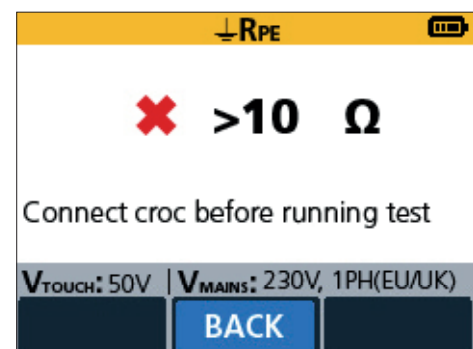 ⏚RPE
✖ >10 Ω
Connect croc before running test
VTOUCH: 50V | VMAINS: 230V, 1PH(EU/UK)
BACK